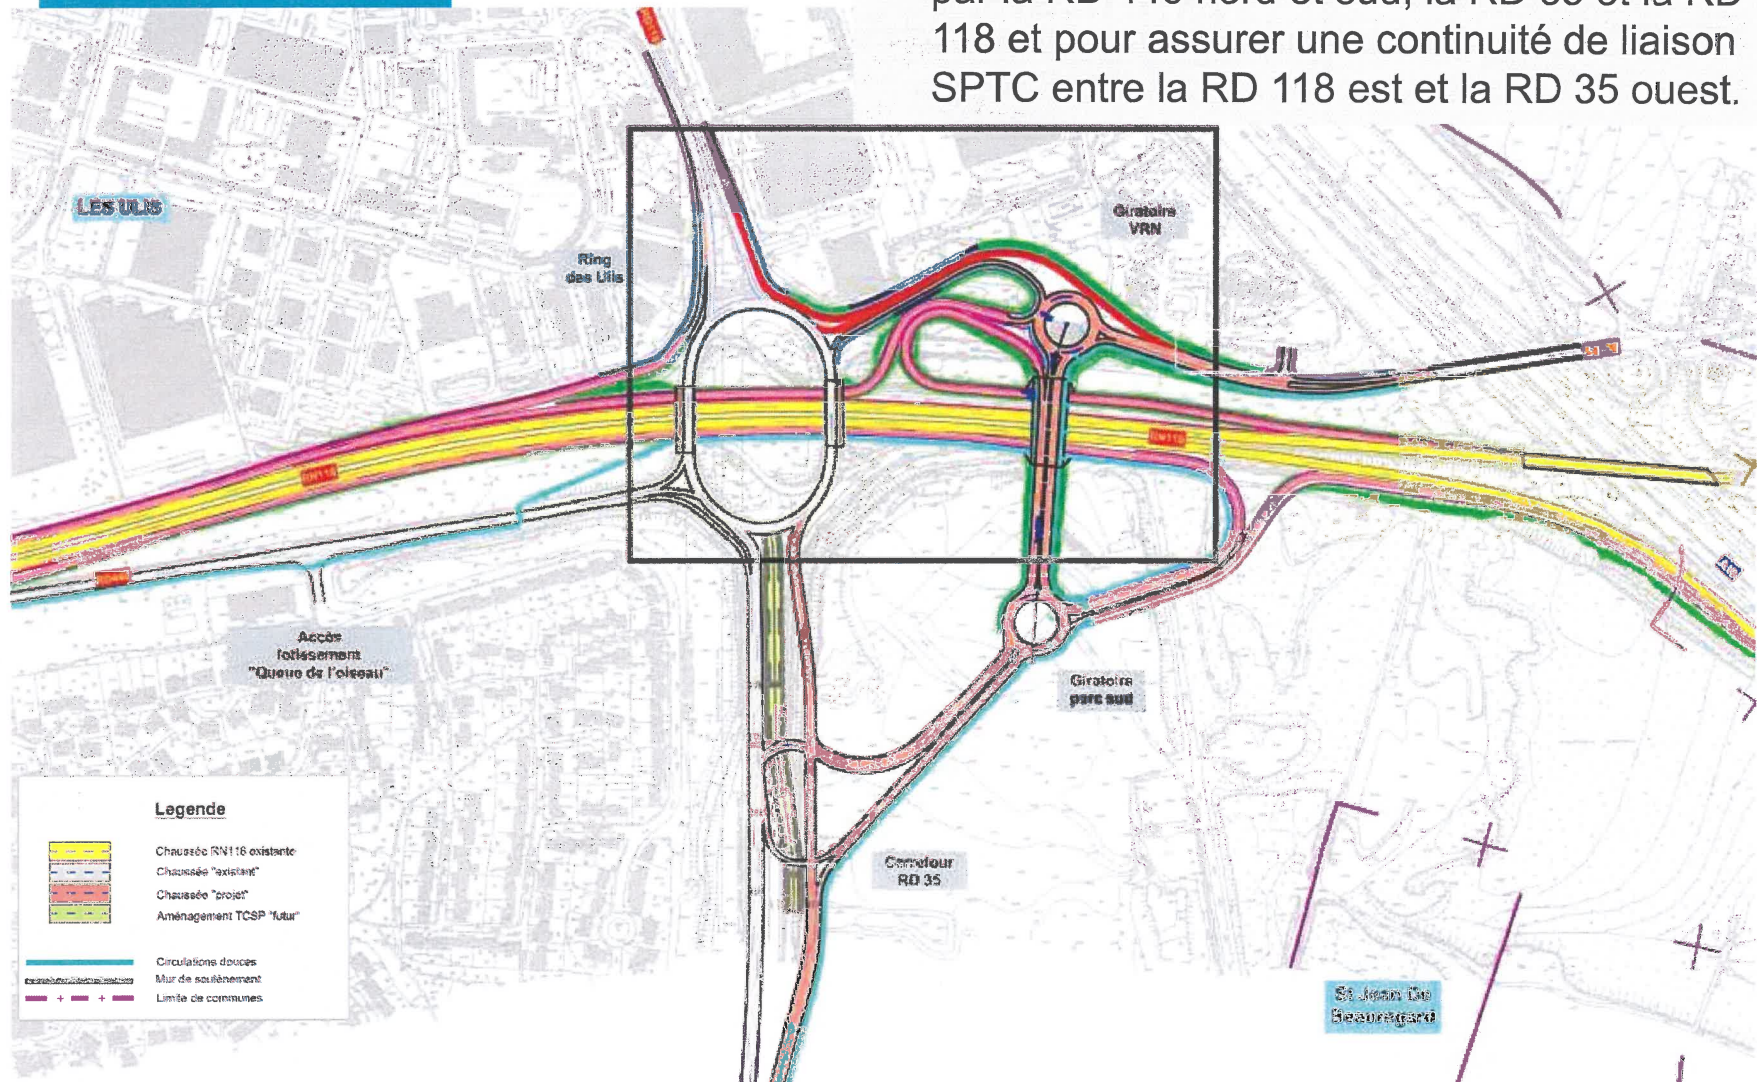 118 et pour assurer une continuité de liaison
SPTC entre la RD 118 est et la RD 35 ouest.
LES ULIS
Ring
des Ulis
Giratoire
VRN
RN118
RN118
Accès
lotissement
"Queue de l'oiseau"
Giratoire
parc sud
Carrefour
RD 35
St Jean De
Beauregard
Legende
Chaussée RN118 existante
Chaussée "existant"
Chaussée "projet"
Aménagement TCSP "futur"
Circulations douces
Mur de soutènement
Limite de communes